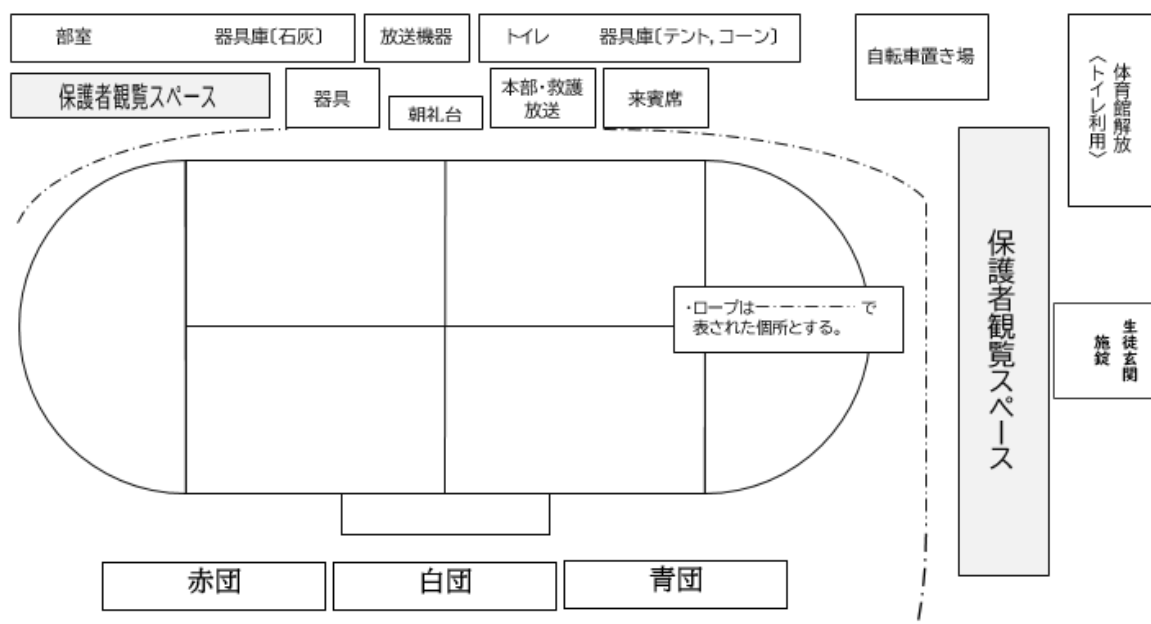 部室 器具庫〔石灰〕
放送機器
トイレ 器具庫〔テント,コーン〕
自転車置き場
体育館解放
〈トイレ利用〉
保護者観覧スペース
器具
朝礼台
本部・救護
放送
来賓席
保護者観覧スペース
・ロープは―・―・―・―・・で
表された個所とする。
生徒玄関
施錠
赤団
白団
青団